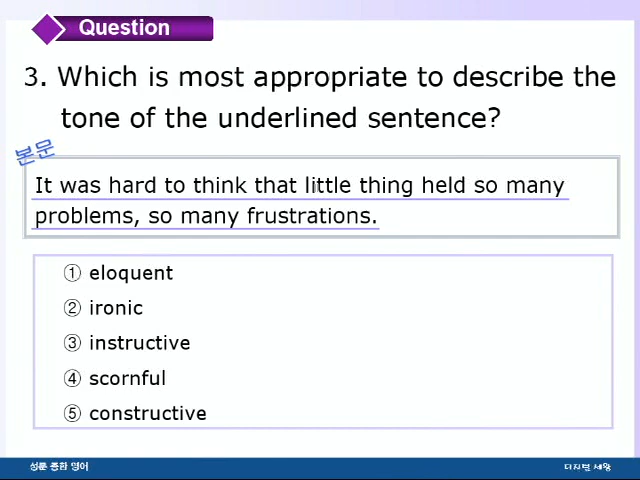 Question
3. Which is most appropriate to describe the
tone of the underlined sentence?
본문
It was hard to think that little thing held so many
problems, so many frustrations.
① eloquent
② ironic
③ instructive
④ scornful
⑤ constructive
성문 종합 영어
디지털 세왕